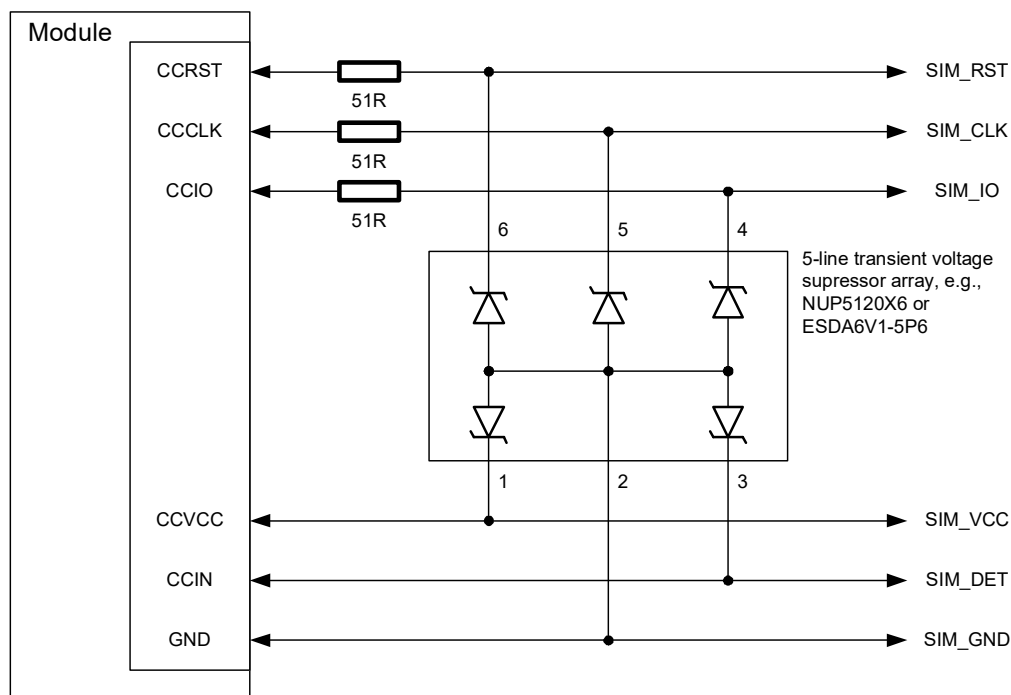 Module
CCRST
51R
SIM_RST
CCCLK
51R
SIM_CLK
CCIO
51R
SIM_IO
6
5
4
5-line transient voltage
supressor array, e.g.,
NUP5120X6 or
ESDA6V1-5P6
1
2
3
CCVCC
SIM_VCC
CCIN
SIM_DET
GND
SIM_GND